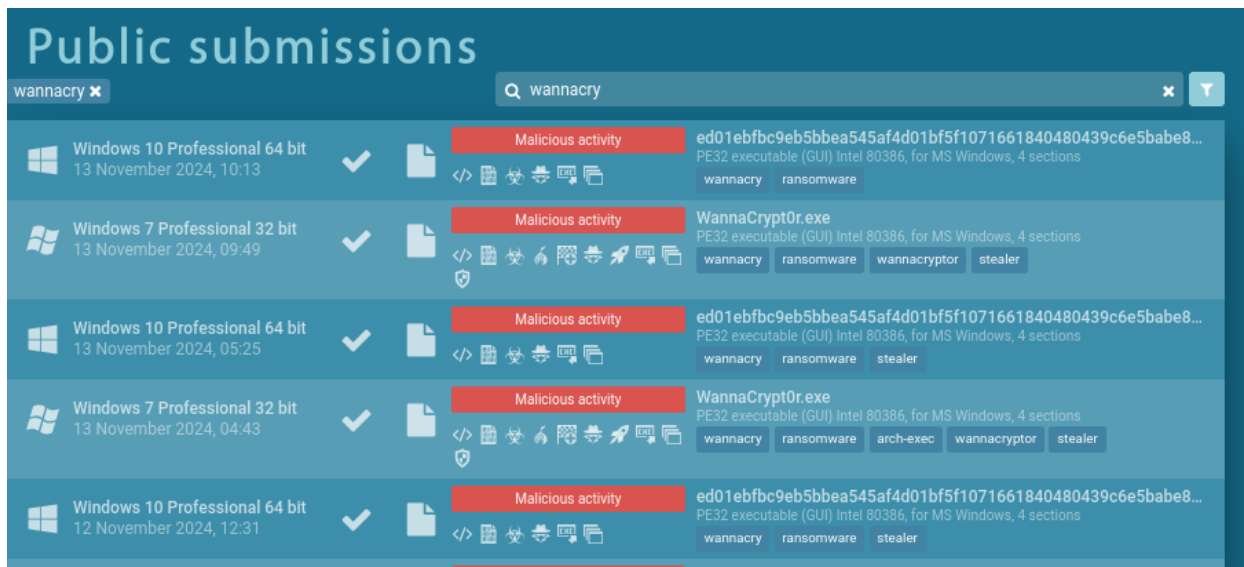 Public submissions
wannacry ✖
wannacry
Windows 10 Professional 64 bit
13 November 2024, 10:13
Malicious activity
ed01ebfbc9eb5bbea545af4d01bf5f1071661840480439c6e5babe8...
PE32 executable (GUI) Intel 80386, for MS Windows, 4 sections
wannacry ransomware
Windows 7 Professional 32 bit
13 November 2024, 09:49
Malicious activity
WannaCrypt0r.exe
PE32 executable (GUI) Intel 80386, for MS Windows, 4 sections
wannacry ransomware wannacryptor stealer
Windows 10 Professional 64 bit
13 November 2024, 05:25
Malicious activity
ed01ebfbc9eb5bbea545af4d01bf5f1071661840480439c6e5babe8...
PE32 executable (GUI) Intel 80386, for MS Windows, 4 sections
wannacry ransomware stealer
Windows 7 Professional 32 bit
13 November 2024, 04:43
Malicious activity
WannaCrypt0r.exe
PE32 executable (GUI) Intel 80386, for MS Windows, 4 sections
wannacry ransomware arch-exec wannacryptor stealer
Windows 10 Professional 64 bit
12 November 2024, 12:31
Malicious activity
ed01ebfbc9eb5bbea545af4d01bf5f1071661840480439c6e5babe8...
PE32 executable (GUI) Intel 80386, for MS Windows, 4 sections
wannacry ransomware stealer